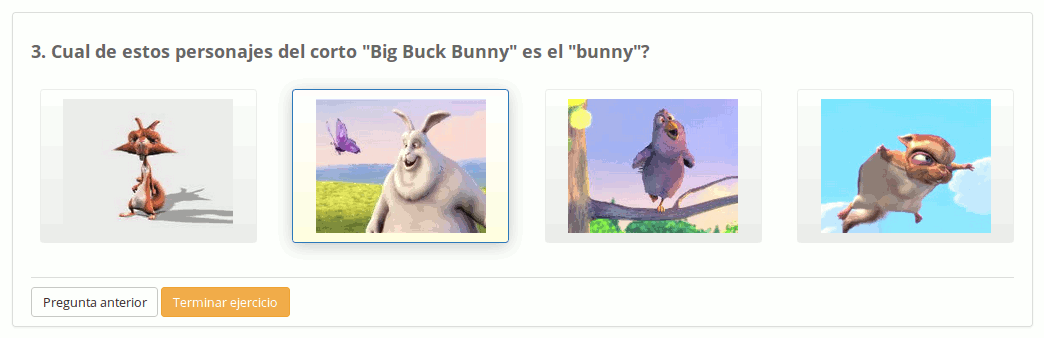 3. Cual de estos personajes del corto "Big Buck Bunny" es el "bunny"?
Pregunta anterior
Terminar ejercicio